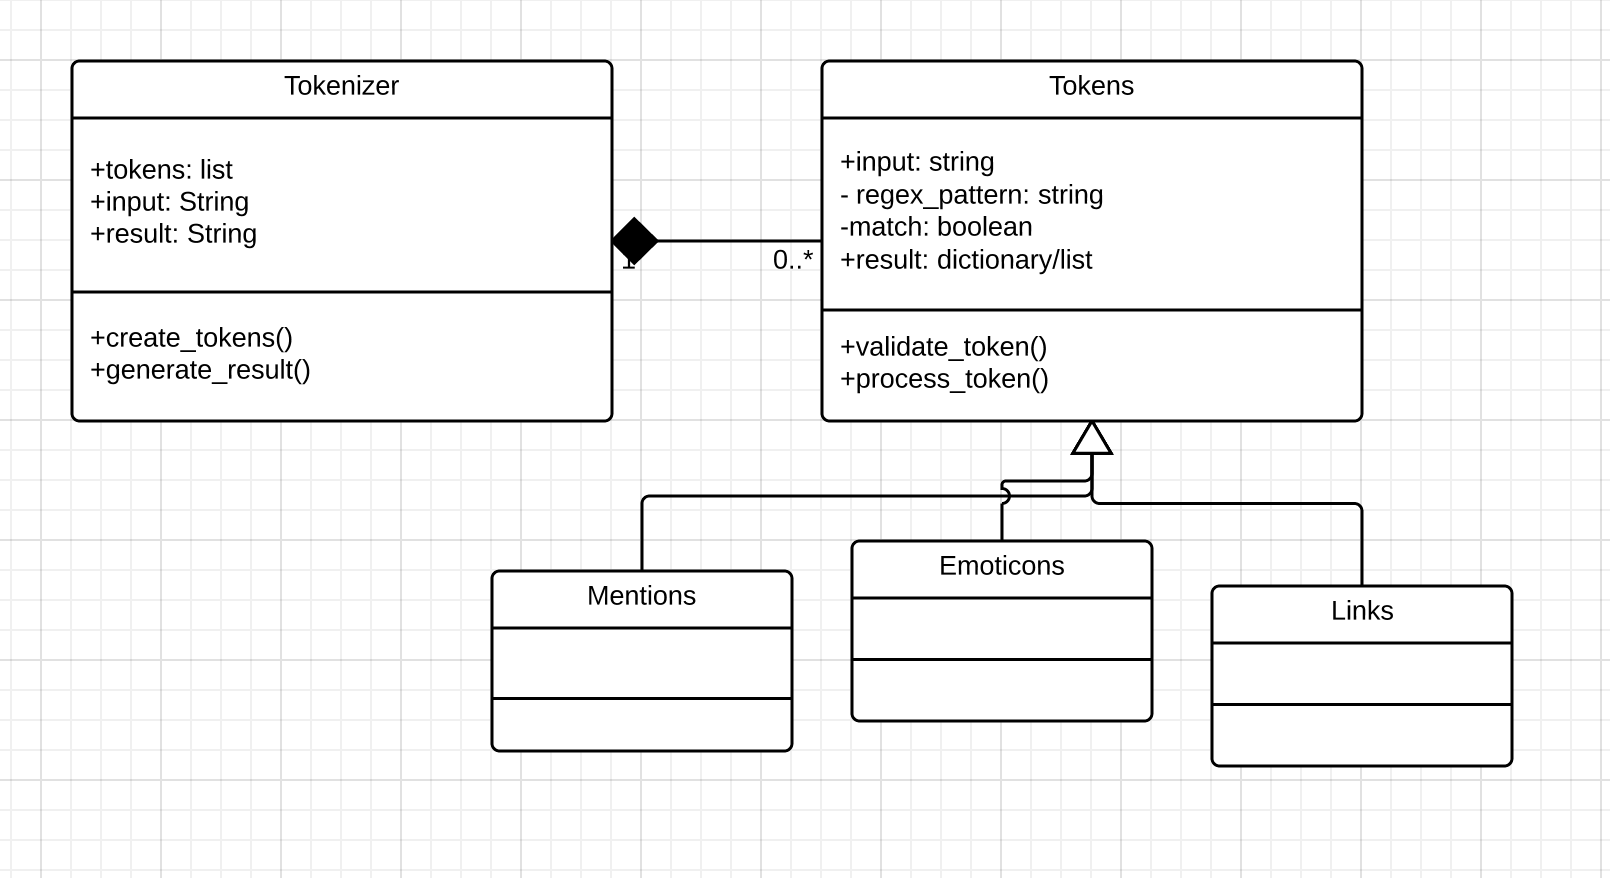 Tokenizer
+tokens: list
+input: String
+result: String
+create_tokens()
+generate_result()
1
0..*
Tokens
+input: string
- regex_pattern: string
-match: boolean
+result: dictionary/list
+validate_token()
+process_token()
Mentions
Emoticons
Links